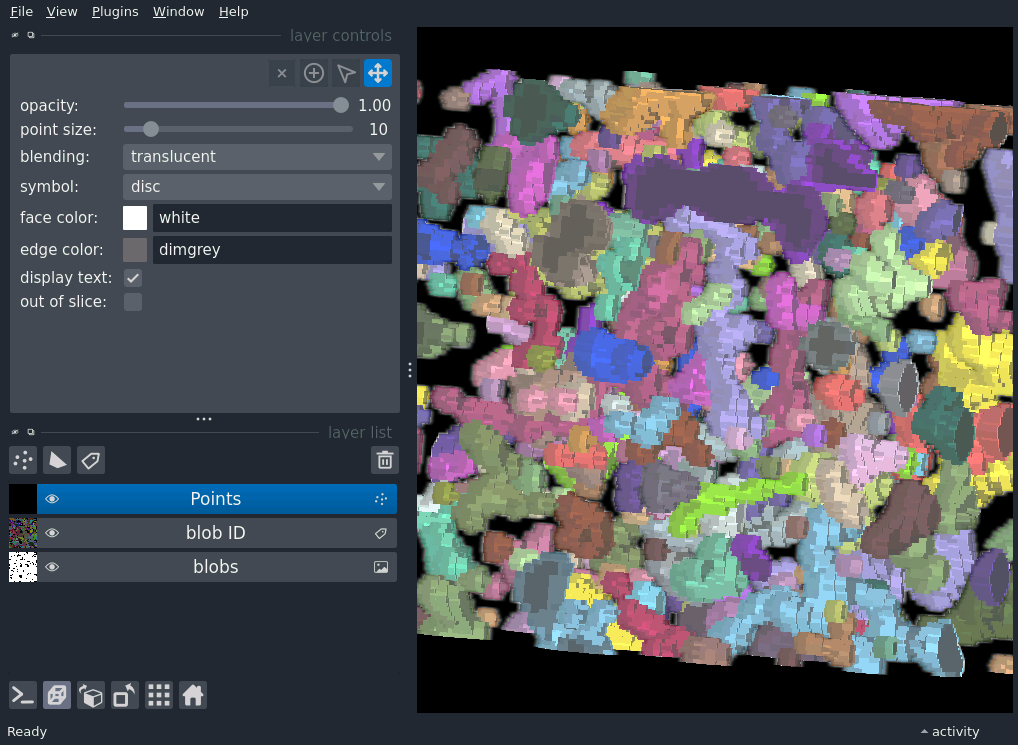 File View Plugins Window Help
layer controls
opacity: 1.00
point size: 10
blending: translucent
symbol: disc
face color: white
edge color: dimgrey
display text:
out of slice:
layer list
Points
blob ID
blobs
Ready activity